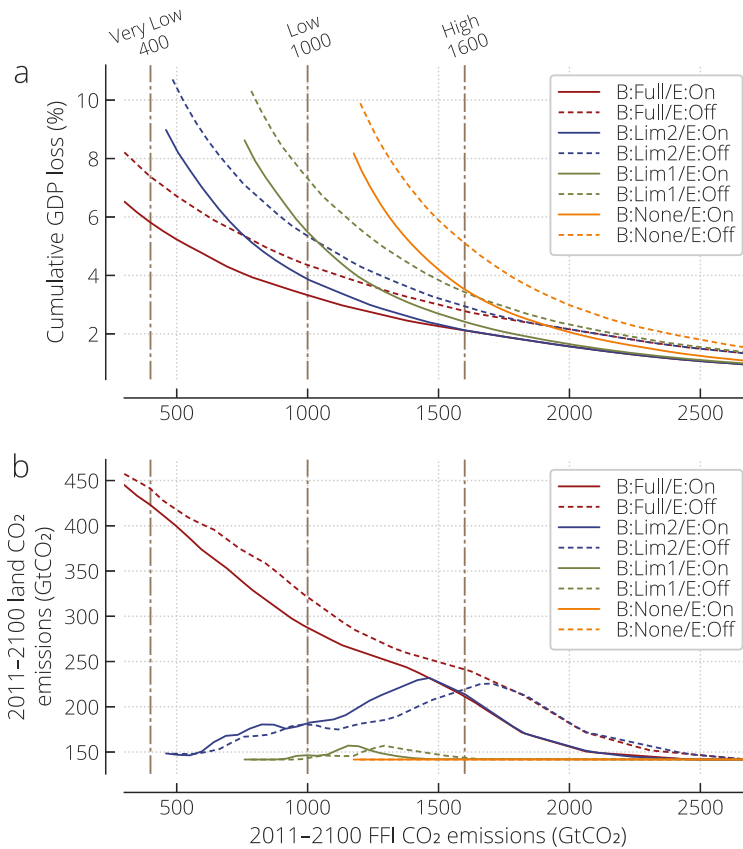 Very Low
400
Low
1000
High
1600
a
Cumulative GDP loss (%)
10
8
6
4
2
B:Full/E:On
B:Full/E:Off
B:Lim2/E:On
B:Lim2/E:Off
B:Lim1/E:On
B:Lim1/E:Off
B:None/E:On
B:None/E:Off
500
1000
1500
2000
2500
b
2011–2100 land CO₂
emissions (GtCO₂)
450
400
350
300
250
200
150
B:Full/E:On
B:Full/E:Off
B:Lim2/E:On
B:Lim2/E:Off
B:Lim1/E:On
B:Lim1/E:Off
B:None/E:On
B:None/E:Off
500
1000
1500
2000
2500
2011–2100 FFI CO₂ emissions (GtCO₂)